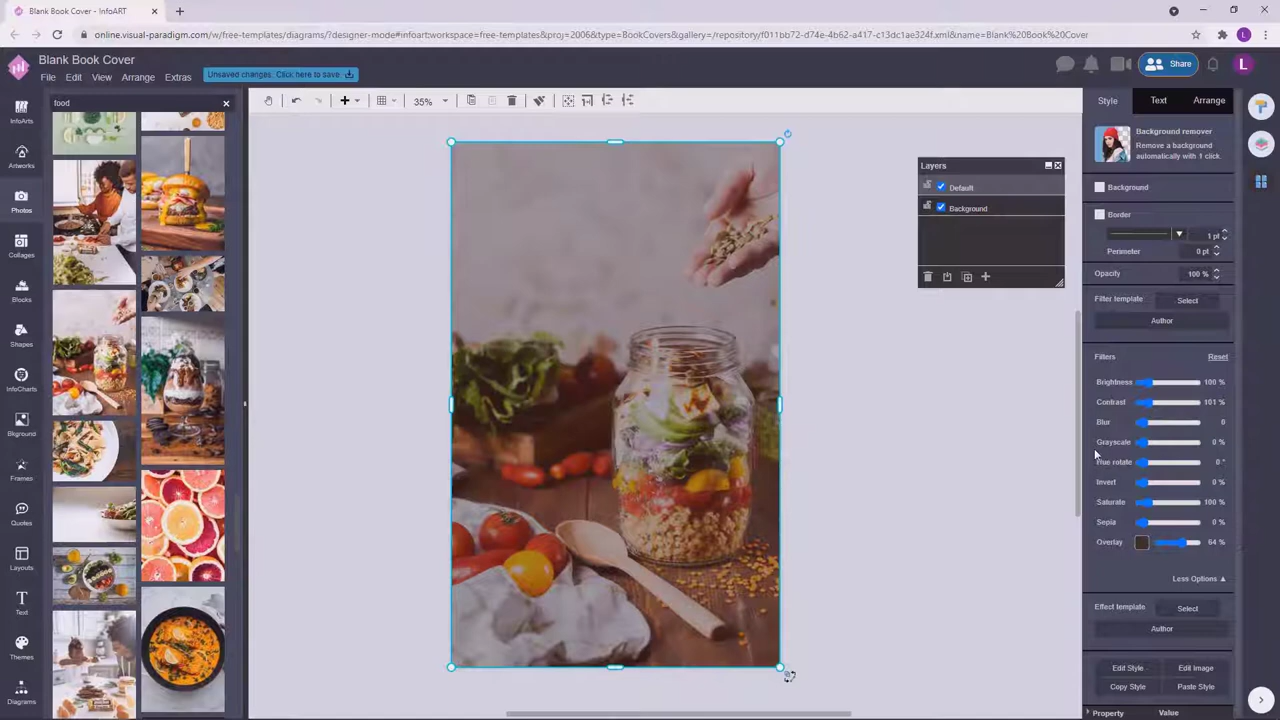 Blank Book Cover - InfoART
online.visual-paradigm.com/w/free-templates/diagrams/?designer-mode#infoart:workspace=free-templates&proj=2006&type=BookCovers&gallery=/repository/f011bb72-d74e-4b62-a417-c13dc1ae324f.xml&name=Blank%20Book%20Cover
L
Blank Book Cover
File Edit View Arrange Extras
Unsaved changes. Click here to save.
Share
L
InfoArts
Artworks
Photos
Collages
Blocks
Shapes
InfoCharts
Bkground
Frames
Quotes
Layouts
Text
Themes
Diagrams
food
35%
Layers
Default
Background
Style Text Arrange
Background remover
Remove a background
automatically with 1 click.
Background
Border
1 pt
Perimeter 0 pt
Opacity 100 %
Filter template Select
Author
Filters Reset
Brightness 100 %
Contrast 101 %
Blur 0
Grayscale 0 %
Hue rotate 0 °
Invert 0 %
Saturate 100 %
Sepia 0 %
Overlay 64 %
Less Options ▲
Effect template Select
Author
Edit Style Edit Image
Copy Style Paste Style
Property Value